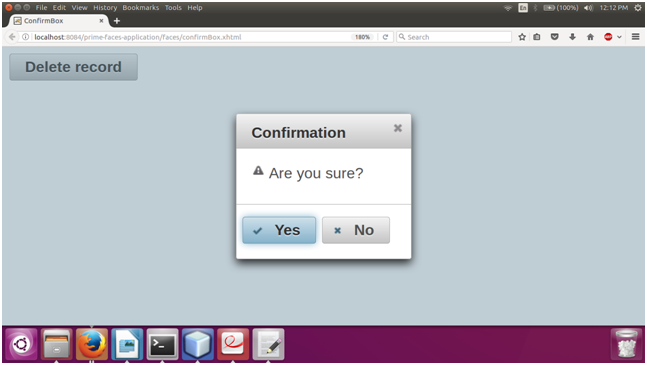 File Edit View History Bookmarks Tools Help
En (100%) 12:12 PM
ConfirmBox
localhost:8084/prime-faces-application/faces/confirmBox.xhtml 180% Search
ABP
Delete record
Confirmation
Are you sure?
Yes No